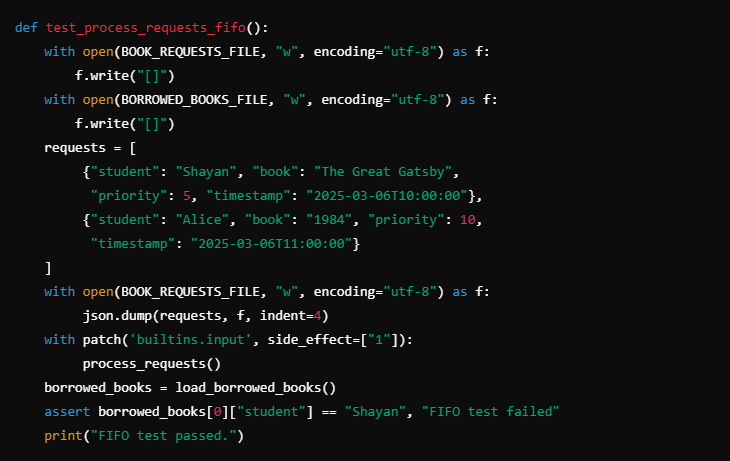 def test_process_requests_fifo():
    with open(BOOK_REQUESTS_FILE, "w", encoding="utf-8") as f:
        f.write("[]")
    with open(BORROWED_BOOKS_FILE, "w", encoding="utf-8") as f:
        f.write("[]")
    requests = [
         {"student": "Shayan", "book": "The Great Gatsby",
          "priority": 5, "timestamp": "2025-03-06T10:00:00"},
         {"student": "Alice", "book": "1984", "priority": 10,
          "timestamp": "2025-03-06T11:00:00"}
    ]
    with open(BOOK_REQUESTS_FILE, "w", encoding="utf-8") as f:
         json.dump(requests, f, indent=4)
    with patch('builtins.input', side_effect=["1"]):
         process_requests()
    borrowed_books = load_borrowed_books()
    assert borrowed_books[0]["student"] == "Shayan", "FIFO test failed"
    print("FIFO test passed.")